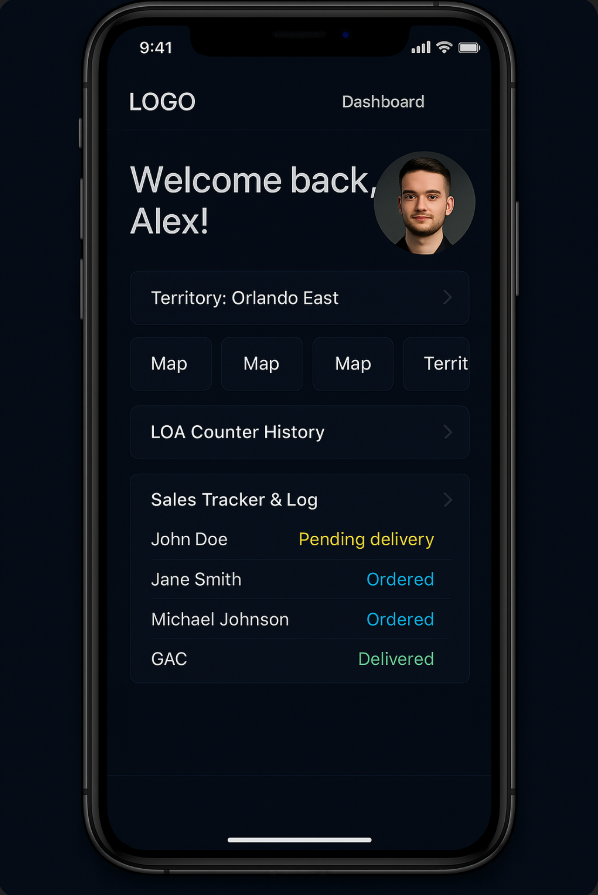 9:41
LOGO
Dashboard
Welcome back,
Alex!
Territory: Orlando East
Map Map Map Territ
LOA Counter History
Sales Tracker & Log
John Doe Pending delivery
Jane Smith Ordered
Michael Johnson Ordered
GAC Delivered